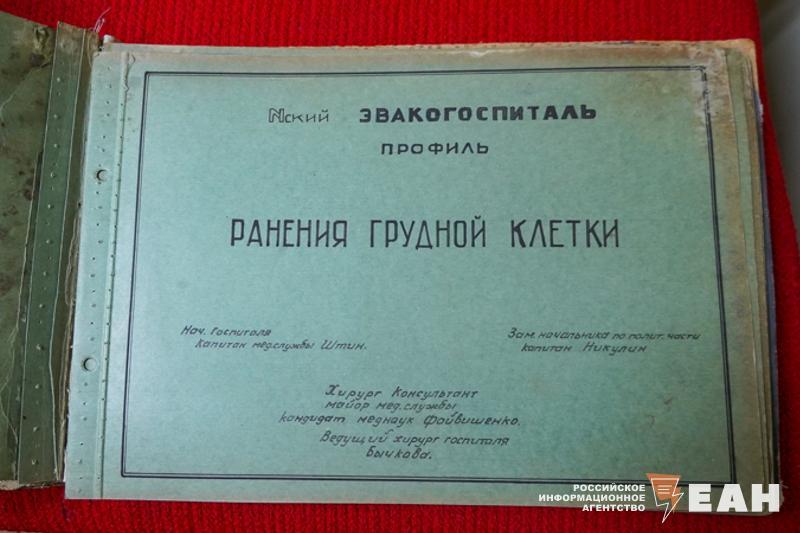 Nский ЭВАКОГОСПИТАЛЬ
ПРОФИЛЬ
РАНЕНИЯ ГРУДНОЙ КЛЕТКИ
Нач. Госпиталя
Капитан мед.службы Штин.
Зам. начальника по полит. части
капитан Никулин
Хирург Консультант
майор мед.службы
кандидат меднаук Файвишенко.
Ведущий хирург госпиталя
Бычкова.
РОССИЙСКОЕ
ИНФОРМАЦИОННОЕ
АГЕНТСТВО
ЕАН